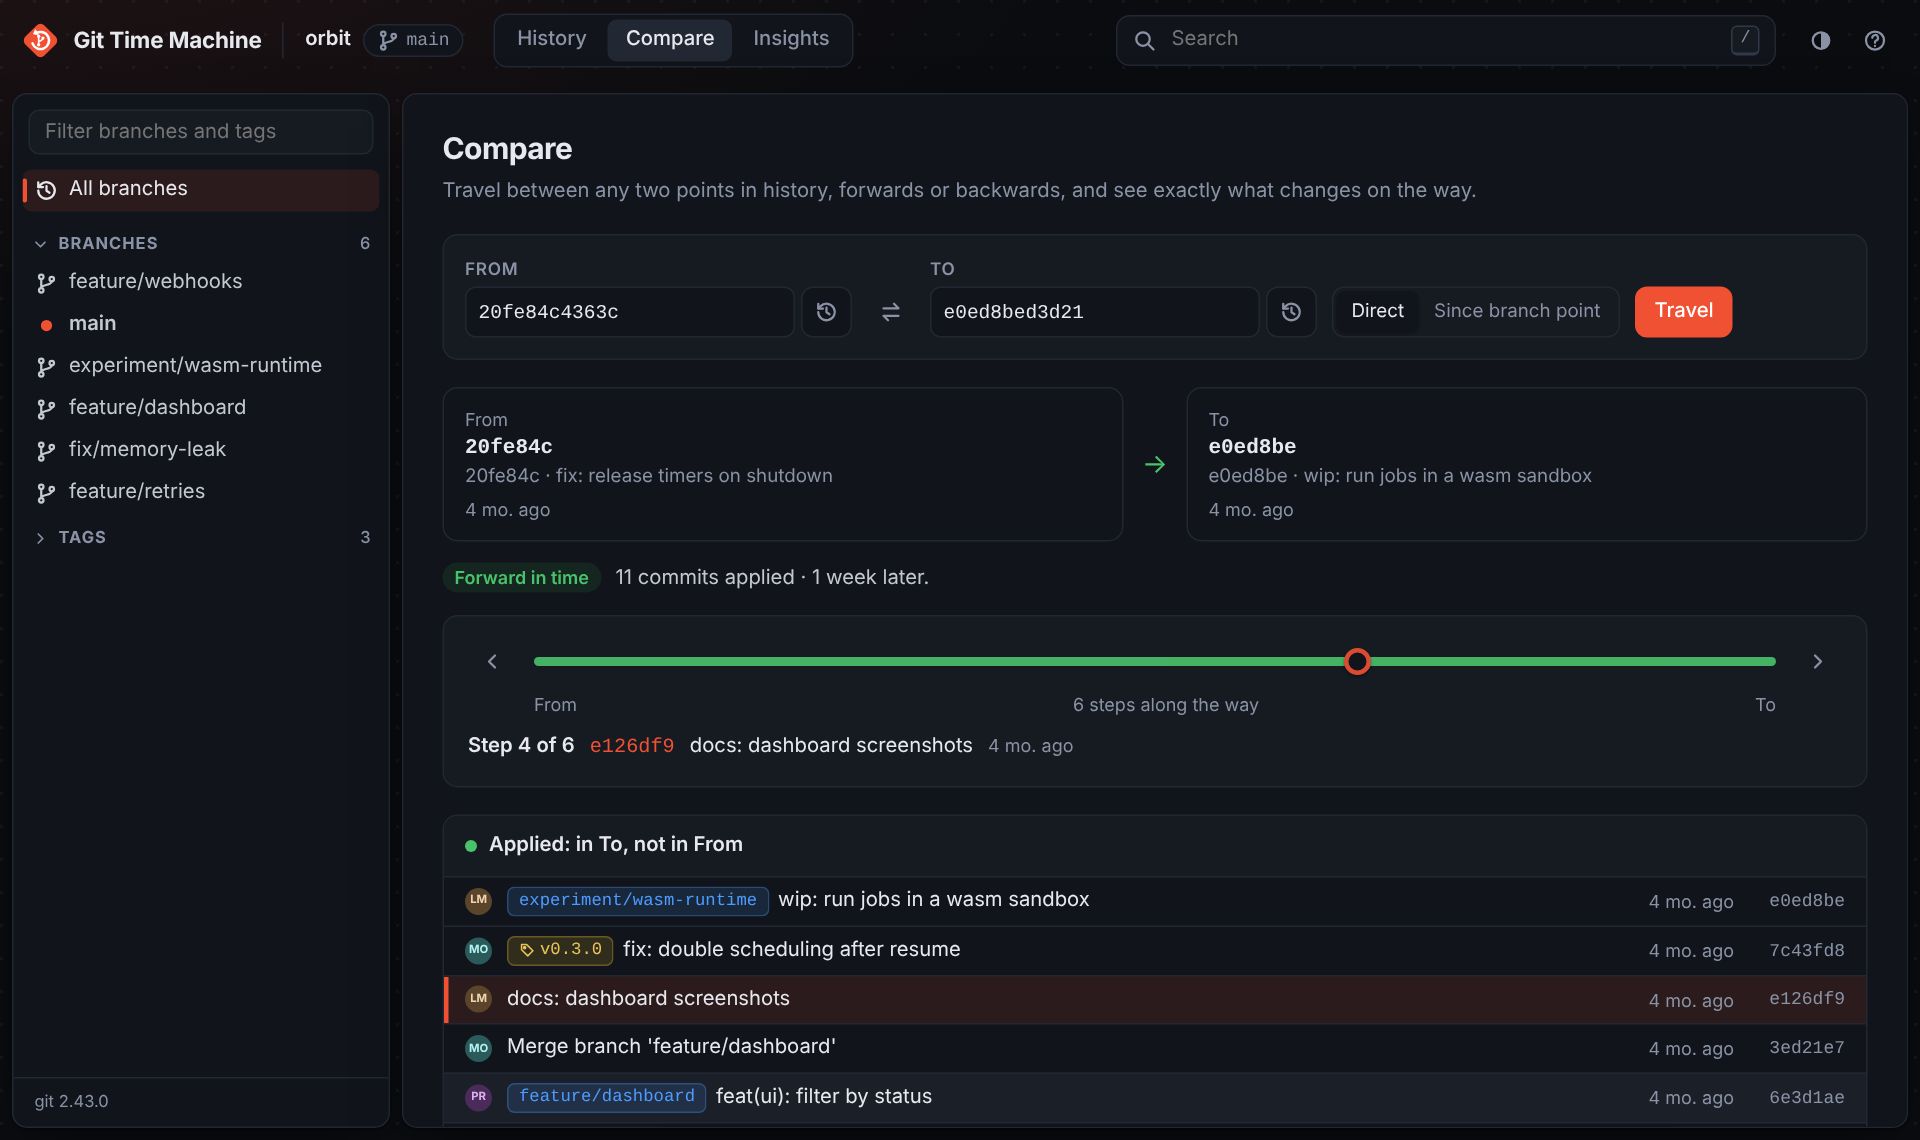 Git Time Machine
orbit
main
History
Compare
Insights
Search
/
Filter branches and tags
All branches
BRANCHES 6
feature/webhooks
main
experiment/wasm-runtime
feature/dashboard
fix/memory-leak
feature/retries
TAGS 3
git 2.43.0
Compare
Travel between any two points in history, forwards or backwards, and see exactly what changes on the way.
FROM
20fe84c4363c
TO
e0ed8bed3d21
Direct
Since branch point
Travel
From
20fe84c
20fe84c · fix: release timers on shutdown
4 mo. ago
To
e0ed8be
e0ed8be · wip: run jobs in a wasm sandbox
4 mo. ago
Forward in time 11 commits applied · 1 week later.
From 6 steps along the way To
Step 4 of 6 e126df9 docs: dashboard screenshots 4 mo. ago
Applied: in To, not in From
LM experiment/wasm-runtime wip: run jobs in a wasm sandbox 4 mo. ago e0ed8be
MO v0.3.0 fix: double scheduling after resume 4 mo. ago 7c43fd8
LM docs: dashboard screenshots 4 mo. ago e126df9
MO Merge branch 'feature/dashboard' 4 mo. ago 3ed21e7
PR feature/dashboard feat(ui): filter by status 4 mo. ago 6e3d1ae